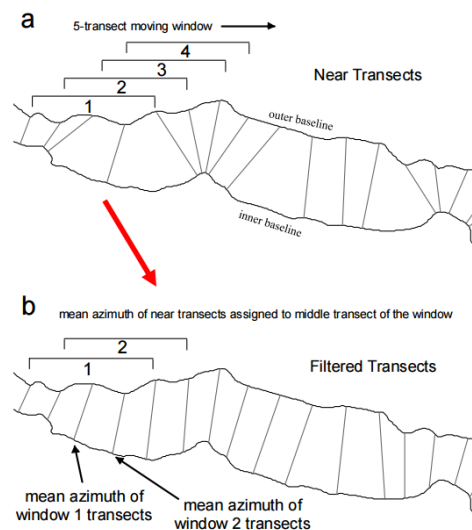 a
5-transect moving window
4
3
2
1
Near Transects
outer baseline
inner baseline
b
mean azimuth of near transects assigned to middle transect of the window
2
1
Filtered Transects
mean azimuth of
window 1 transects
mean azimuth of
window 2 transects